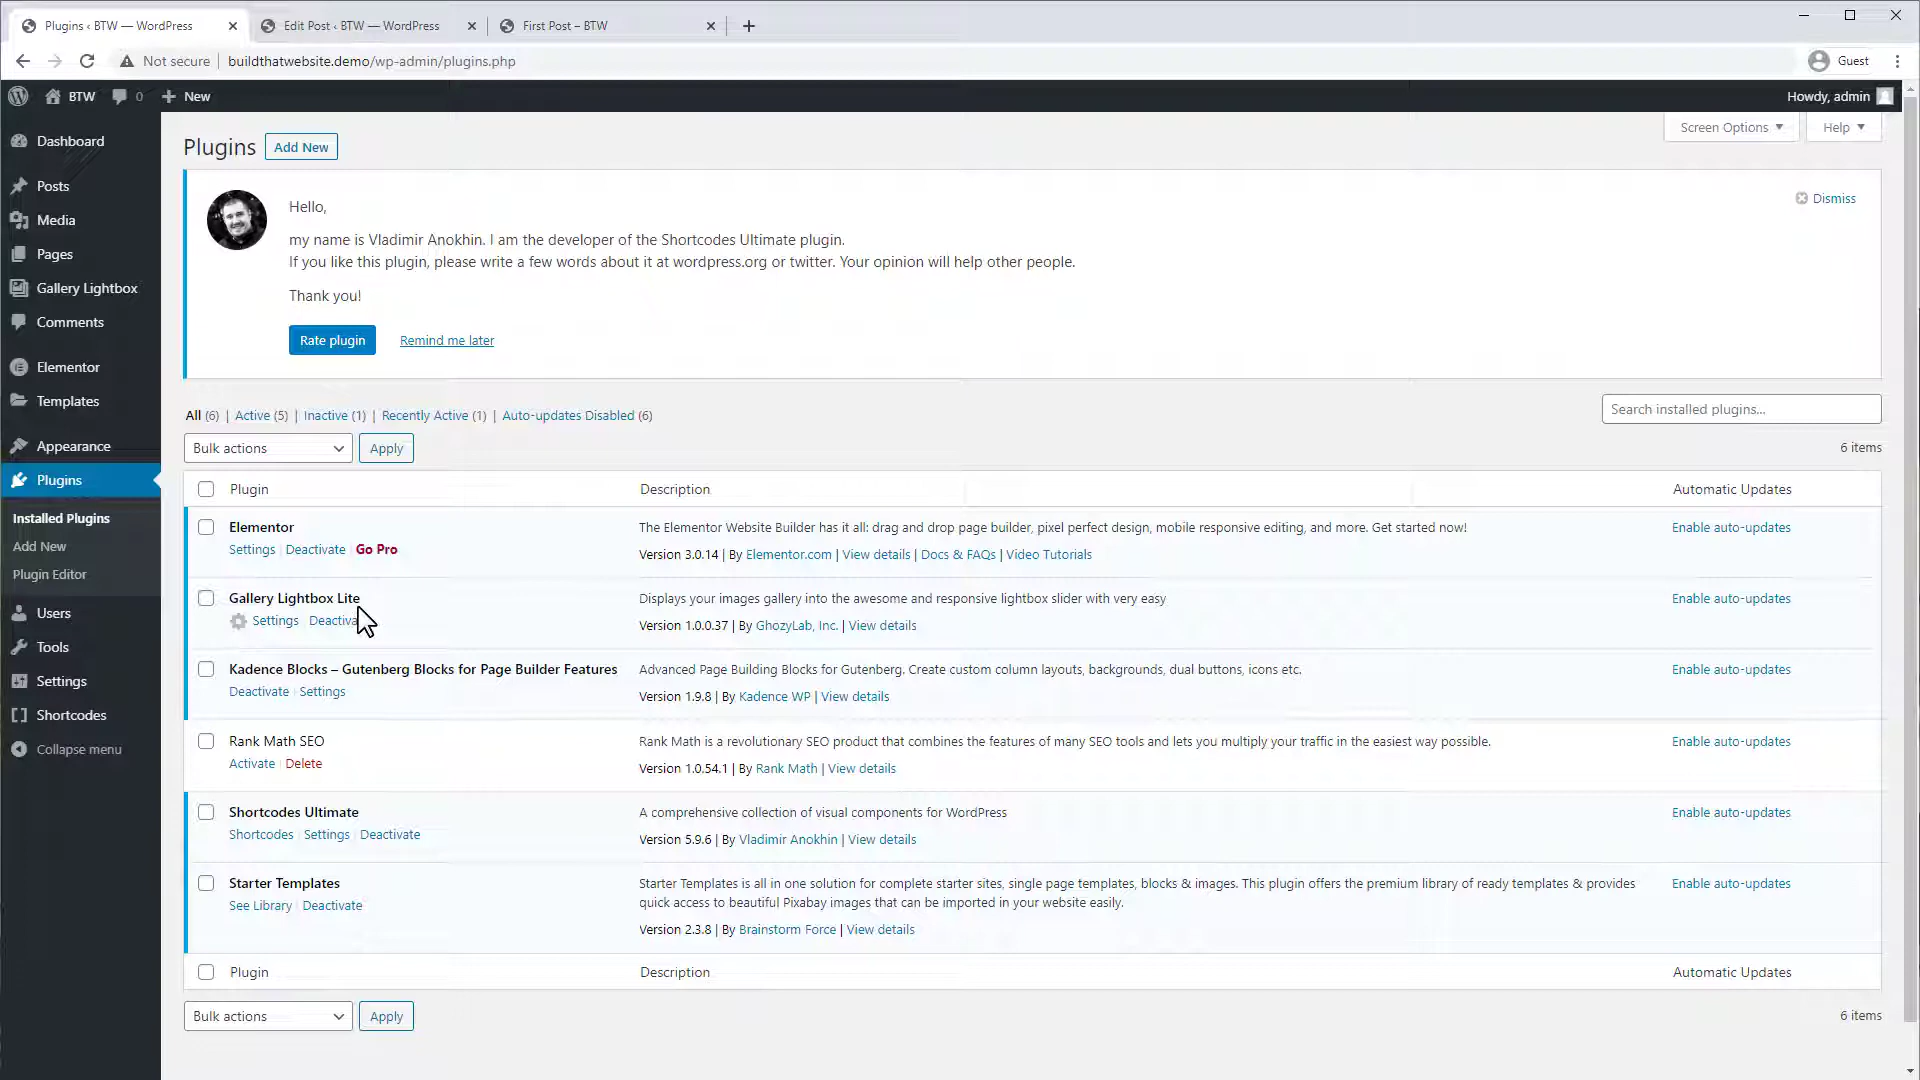 Plugins ‹ BTW — WordPress
Edit Post ‹ BTW — WordPress
First Post – BTW
Not secure
buildthatwebsite.demo/wp-admin/plugins.php
Guest
BTW
0
New
Howdy, admin
Dashboard
Posts
Media
Pages
Gallery Lightbox
Comments
Elementor
Templates
Appearance
Plugins
Installed Plugins
Add New
Plugin Editor
Users
Tools
Settings
Shortcodes
Collapse menu
Screen Options
Help
Plugins
Add New
Hello,
Dismiss
my name is Vladimir Anokhin. I am the developer of the Shortcodes Ultimate plugin.
If you like this plugin, please write a few words about it at wordpress.org or twitter. Your opinion will help other people.
Thank you!
Rate plugin
Remind me later
All (6) | Active (5) | Inactive (1) | Recently Active (1) | Auto-updates Disabled (6)
Search installed plugins...
Bulk actions
Apply
6 items
Plugin
Description
Automatic Updates
Elementor
Settings | Deactivate | Go Pro
The Elementor Website Builder has it all: drag and drop page builder, pixel perfect design, mobile responsive editing, and more. Get started now!
Version 3.0.14 | By Elementor.com | View details | Docs & FAQs | Video Tutorials
Enable auto-updates
Gallery Lightbox Lite
Settings
Displays your images gallery into the awesome and responsive lightbox slider with very easy
Version 1.0.0.37 | By GhozyLab, Inc. | View details
Enable auto-updates
Kadence Blocks – Gutenberg Blocks for Page Builder Features
Deactivate | Settings
Advanced Page Building Blocks for Gutenberg. Create custom column layouts, backgrounds, dual buttons, icons etc.
Version 1.9.8 | By Kadence WP | View details
Enable auto-updates
Rank Math SEO
Activate | Delete
Rank Math is a revolutionary SEO product that combines the features of many SEO tools and lets you multiply your traffic in the easiest way possible.
Version 1.0.54.1 | By Rank Math | View details
Enable auto-updates
Shortcodes Ultimate
Shortcodes | Settings | Deactivate
A comprehensive collection of visual components for WordPress
Version 5.9.6 | By Vladimir Anokhin | View details
Enable auto-updates
Starter Templates
See Library | Deactivate
Starter Templates is all in one solution for complete starter sites, single page templates, blocks & images. This plugin offers the premium library of ready templates & provides
quick access to beautiful Pixabay images that can be imported in your website easily.
Version 2.3.8 | By Brainstorm Force | View details
Enable auto-updates
Plugin
Description
Automatic Updates
Bulk actions
Apply
6 items